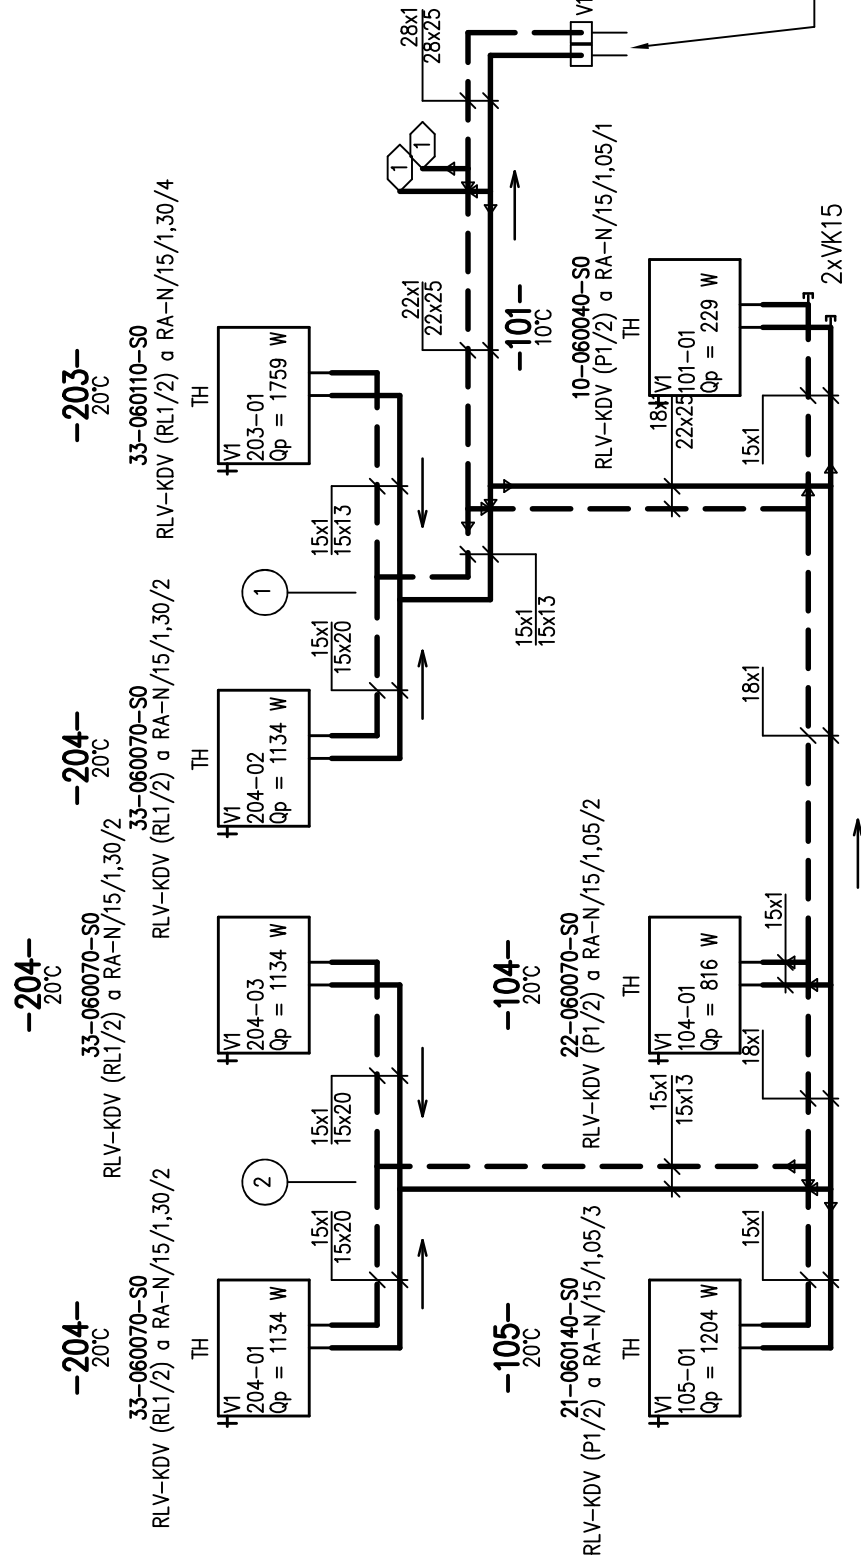 -204-
20°C
33-060070-S0
RLV-KDV (RL1/2) a RA-N/15/1,30/2
TH
V1
204-01
Qp = 1134 W
15x1
15x20
2
-204-
20°C
33-060070-S0
RLV-KDV (RL1/2) a RA-N/15/1,30/2
V1
204-03
Qp = 1134 W
15x1
15x20
-204-
20°C
33-060070-S0
RLV-KDV (RL1/2) a RA-N/15/1,30/2
TH
V1
204-02
Qp = 1134 W
15x1
15x20
1
-203-
20°C
33-060110-S0
RLV-KDV (RL1/2) a RA-N/15/1,30/4
TH
V1
203-01
Qp = 1759 W
15x1
15x13
22x1
22x25
1
1
28x1
28x25
V1
15x1
15x13
-105-
20°C
21-060140-S0
RLV-KDV (P1/2) a RA-N/15/1,05/3
TH
V1
105-01
Qp = 1204 W
15x1
15x1
15x13
18x1
-104-
20°C
22-060070-S0
RLV-KDV (P1/2) a RA-N/15/1,05/2
TH
V1
104-01
Qp = 816 W
15x1
18x1
-101-
10°C
10-060040-S0
RLV-KDV (P1/2) a RA-N/15/1,05/1
TH
V1
101-01
Qp = 229 W
18x1
22x25
15x1
2xVK15